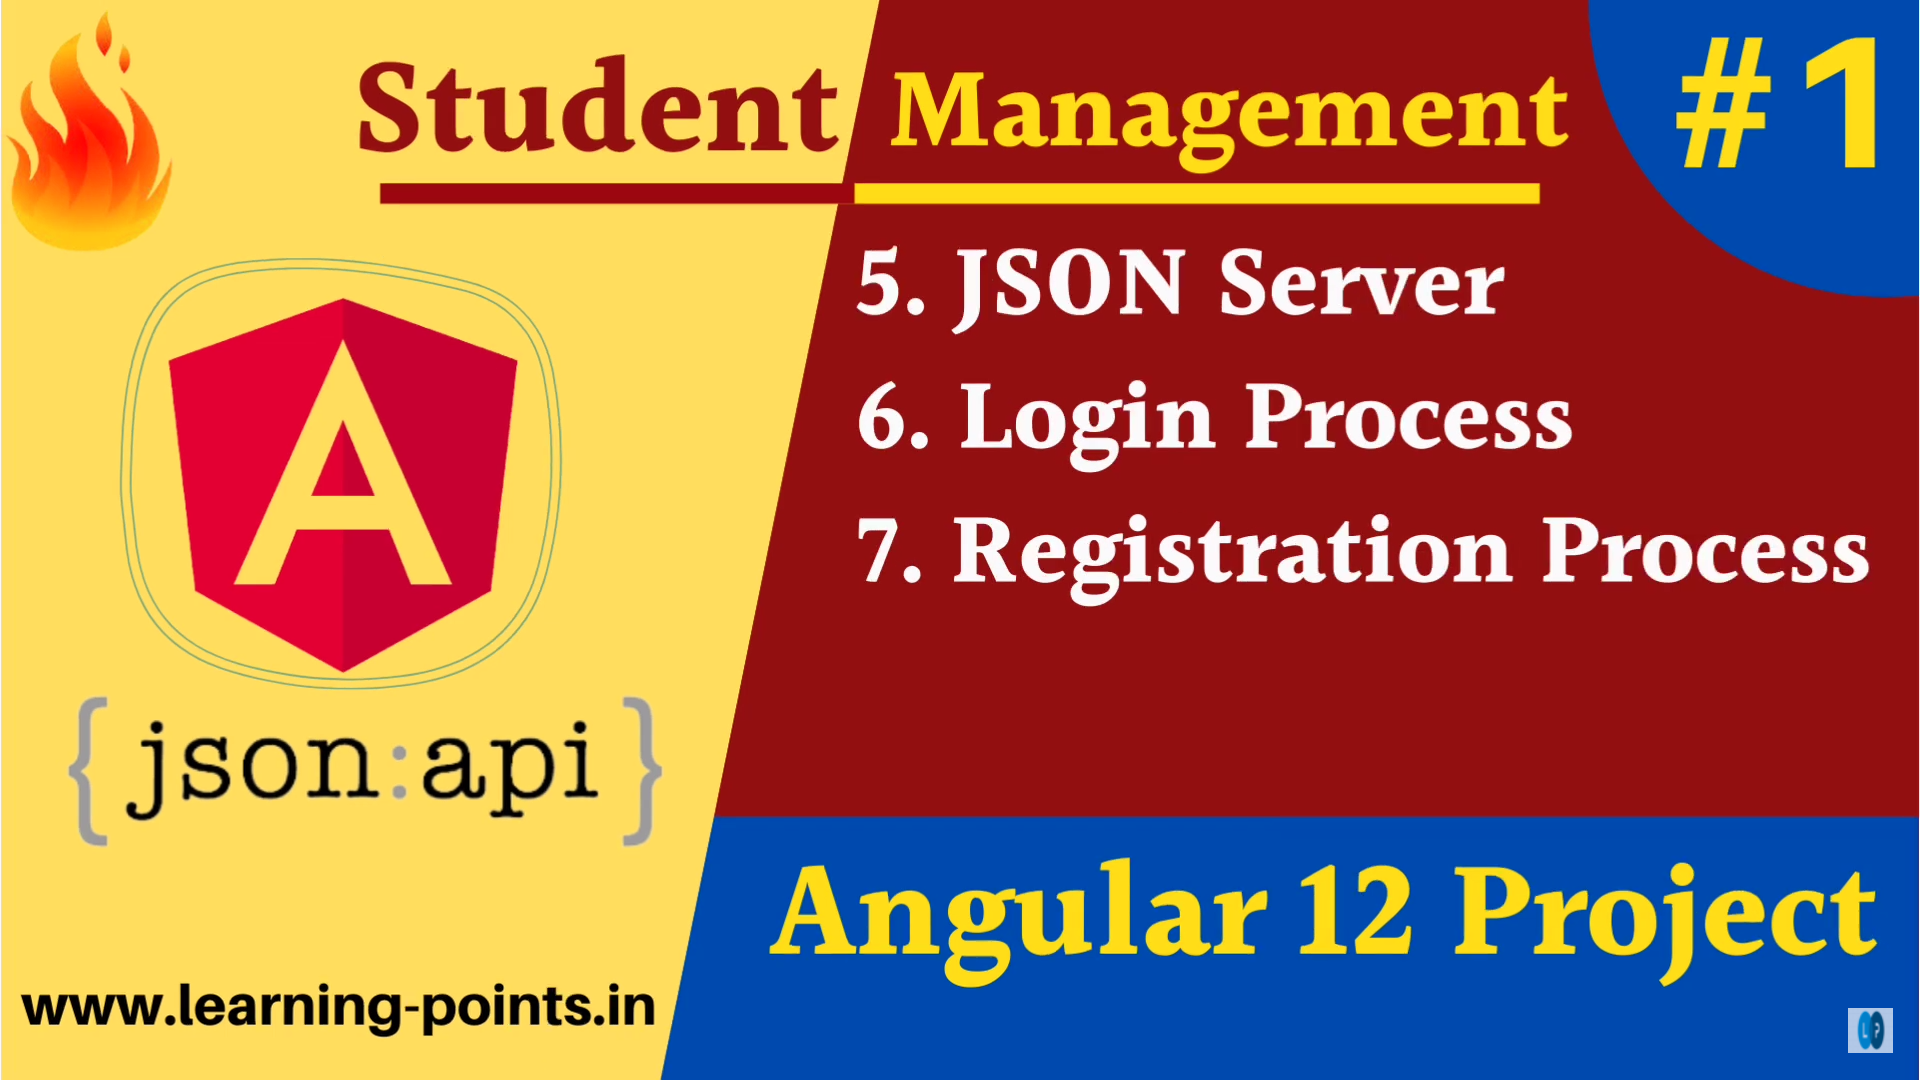 Student Management
#1
5. JSON Server
6. Login Process
7. Registration Process
A
{json:api}
Angular 12 Project
www.learning-points.in
LP